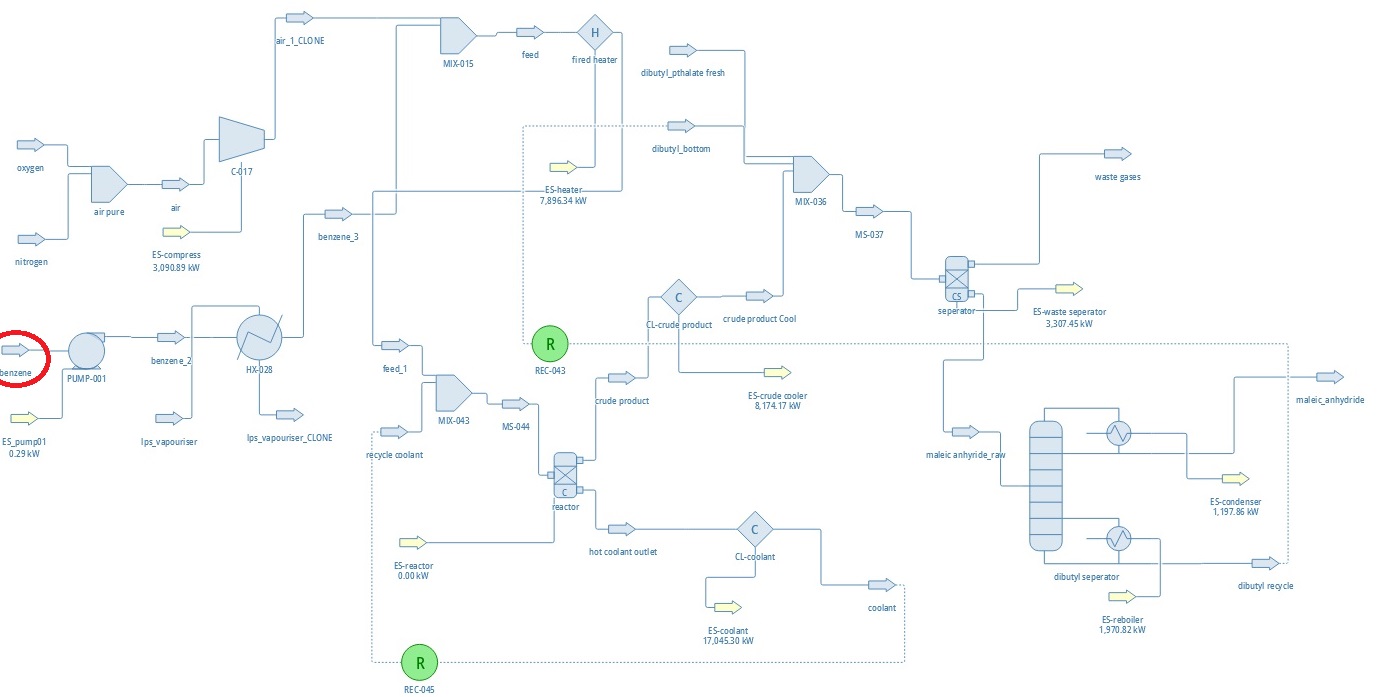 air_1_CLONE
MIX-015
feed
H
fired heater
dibutyl_pthalate fresh
oxygen
C-017
dibutyl_bottom
air pure
air
ES-heater
7,896.34 kW
MIX-036
waste gases
nitrogen
ES-compress
3,090.89 kW
benzene_3
MS-037
CS
seperator
ES-waste seperator
3,307.45 kW
C
CL-crude product
crude product Cool
benzene
PUMP-001
benzene_2
HX-028
R
REC-043
feed_1
ES_pump01
0.29 kW
lps_vapouriser
lps_vapouriser_CLONE
MIX-043
MS-044
crude product
ES-crude cooler
8,174.17 kW
maleic_anhydride
recycle coolant
maleic anhyride_raw
C
reactor
ES-condenser
1,197.86 kW
ES-reactor
0.00 kW
hot coolant outlet
C
CL-coolant
dibutyl seperator
dibutyl recycle
coolant
ES-reboiler
1,970.82 kW
ES-coolant
17,045.30 kW
R
REC-045